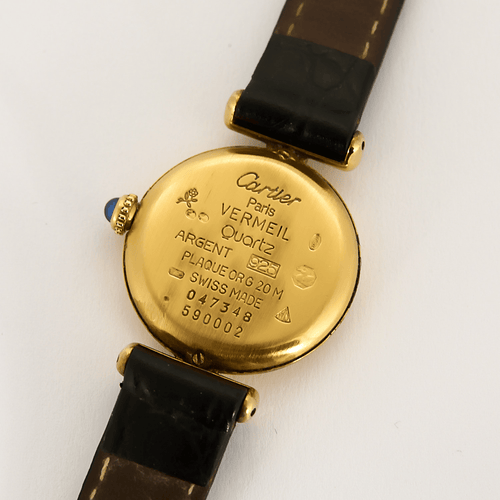 Cartier
Paris
VERMEIL
Quartz
ARGENT 925
PLAQUE OR G 20 M
SWISS MADE
047348
590002